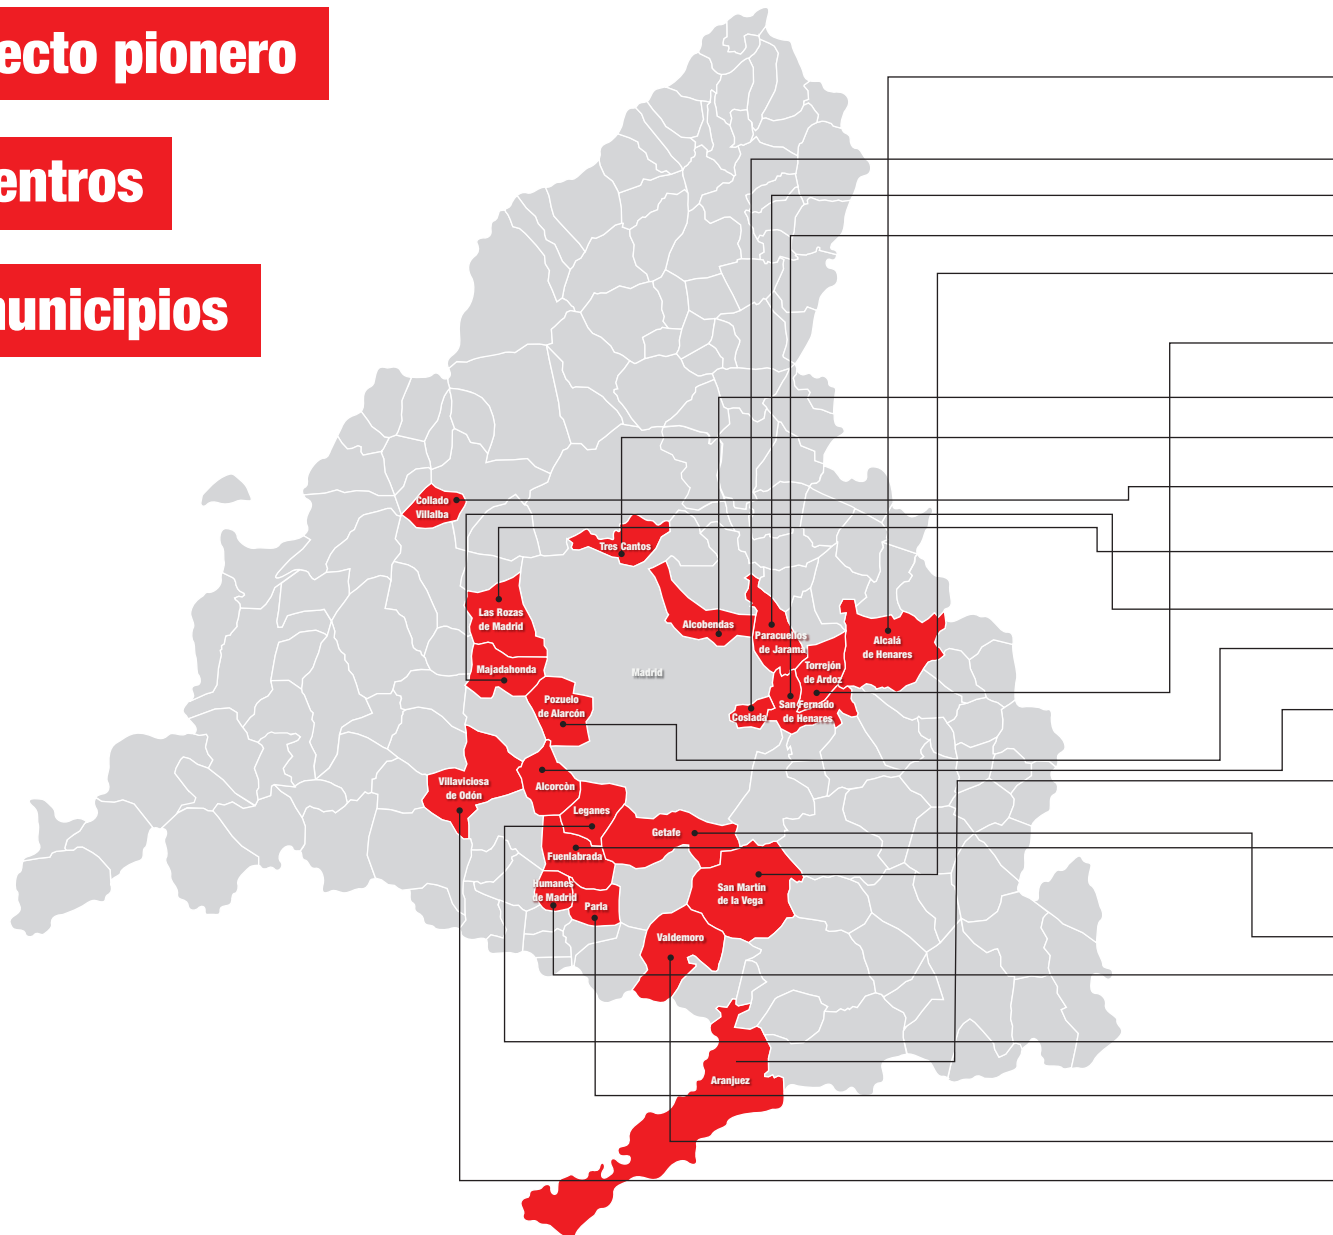 ecto pionero
entros
unicipios
Collado
Villalba
Tres Cantos
Las Rozas
de Madrid
Majadahonda
Pozuelo
de Alarcón
Madrid
Alcobendas
Paracuellos
de Jarama
Alcalá
de Henares
Torrejón
de Ardoz
San Fernado
de Henares
Coslada
Villaviciosa
de Odón
Alcorcòn
Leganes
Getafe
Fuenlabrada
Humanes
de Madrid
Parla
San Martín
de la Vega
Valdemoro
Aranjuez